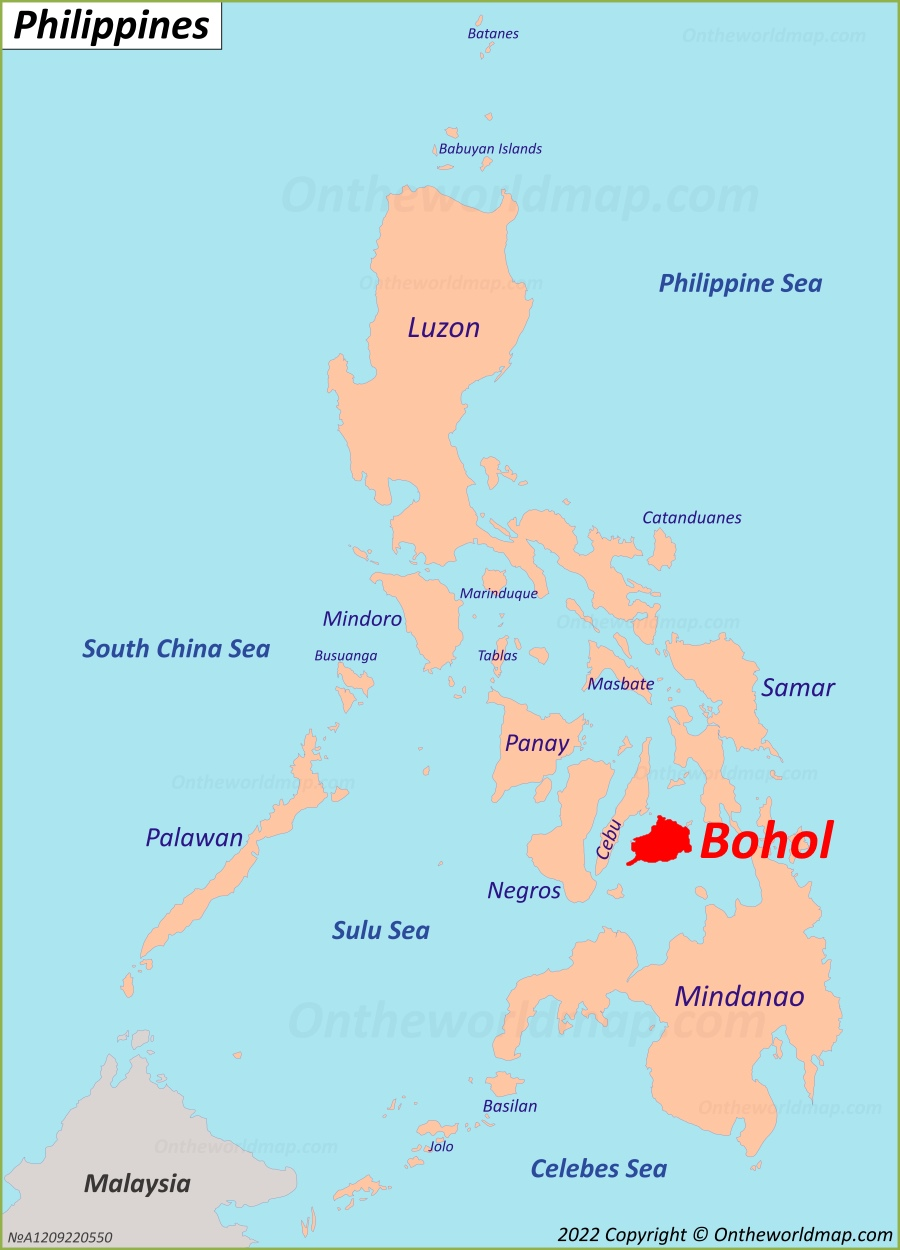 Philippines
Batanes
Ontheworldmap.com
Babuyan Islands
Ontheworldmap.com
Ontheworldmap.com
Philippine Sea
Luzon
Catanduanes
Marinduque
Mindoro
Ontheworldmap.com
South China Sea
Busuanga
Tablas
Masbate
Samar
Panay
Ontheworldmap.com
Ontheworldmap.com
Palawan
Cebu
Bohol
Negros
Sulu Sea
Mindanao
Ontheworldmap.com
Basilan
Ontheworldmap.com
Jolo
Ontheworldmap.com
Celebes Sea
Malaysia
№A1209220550
2022 Copyright © Ontheworldmap.com